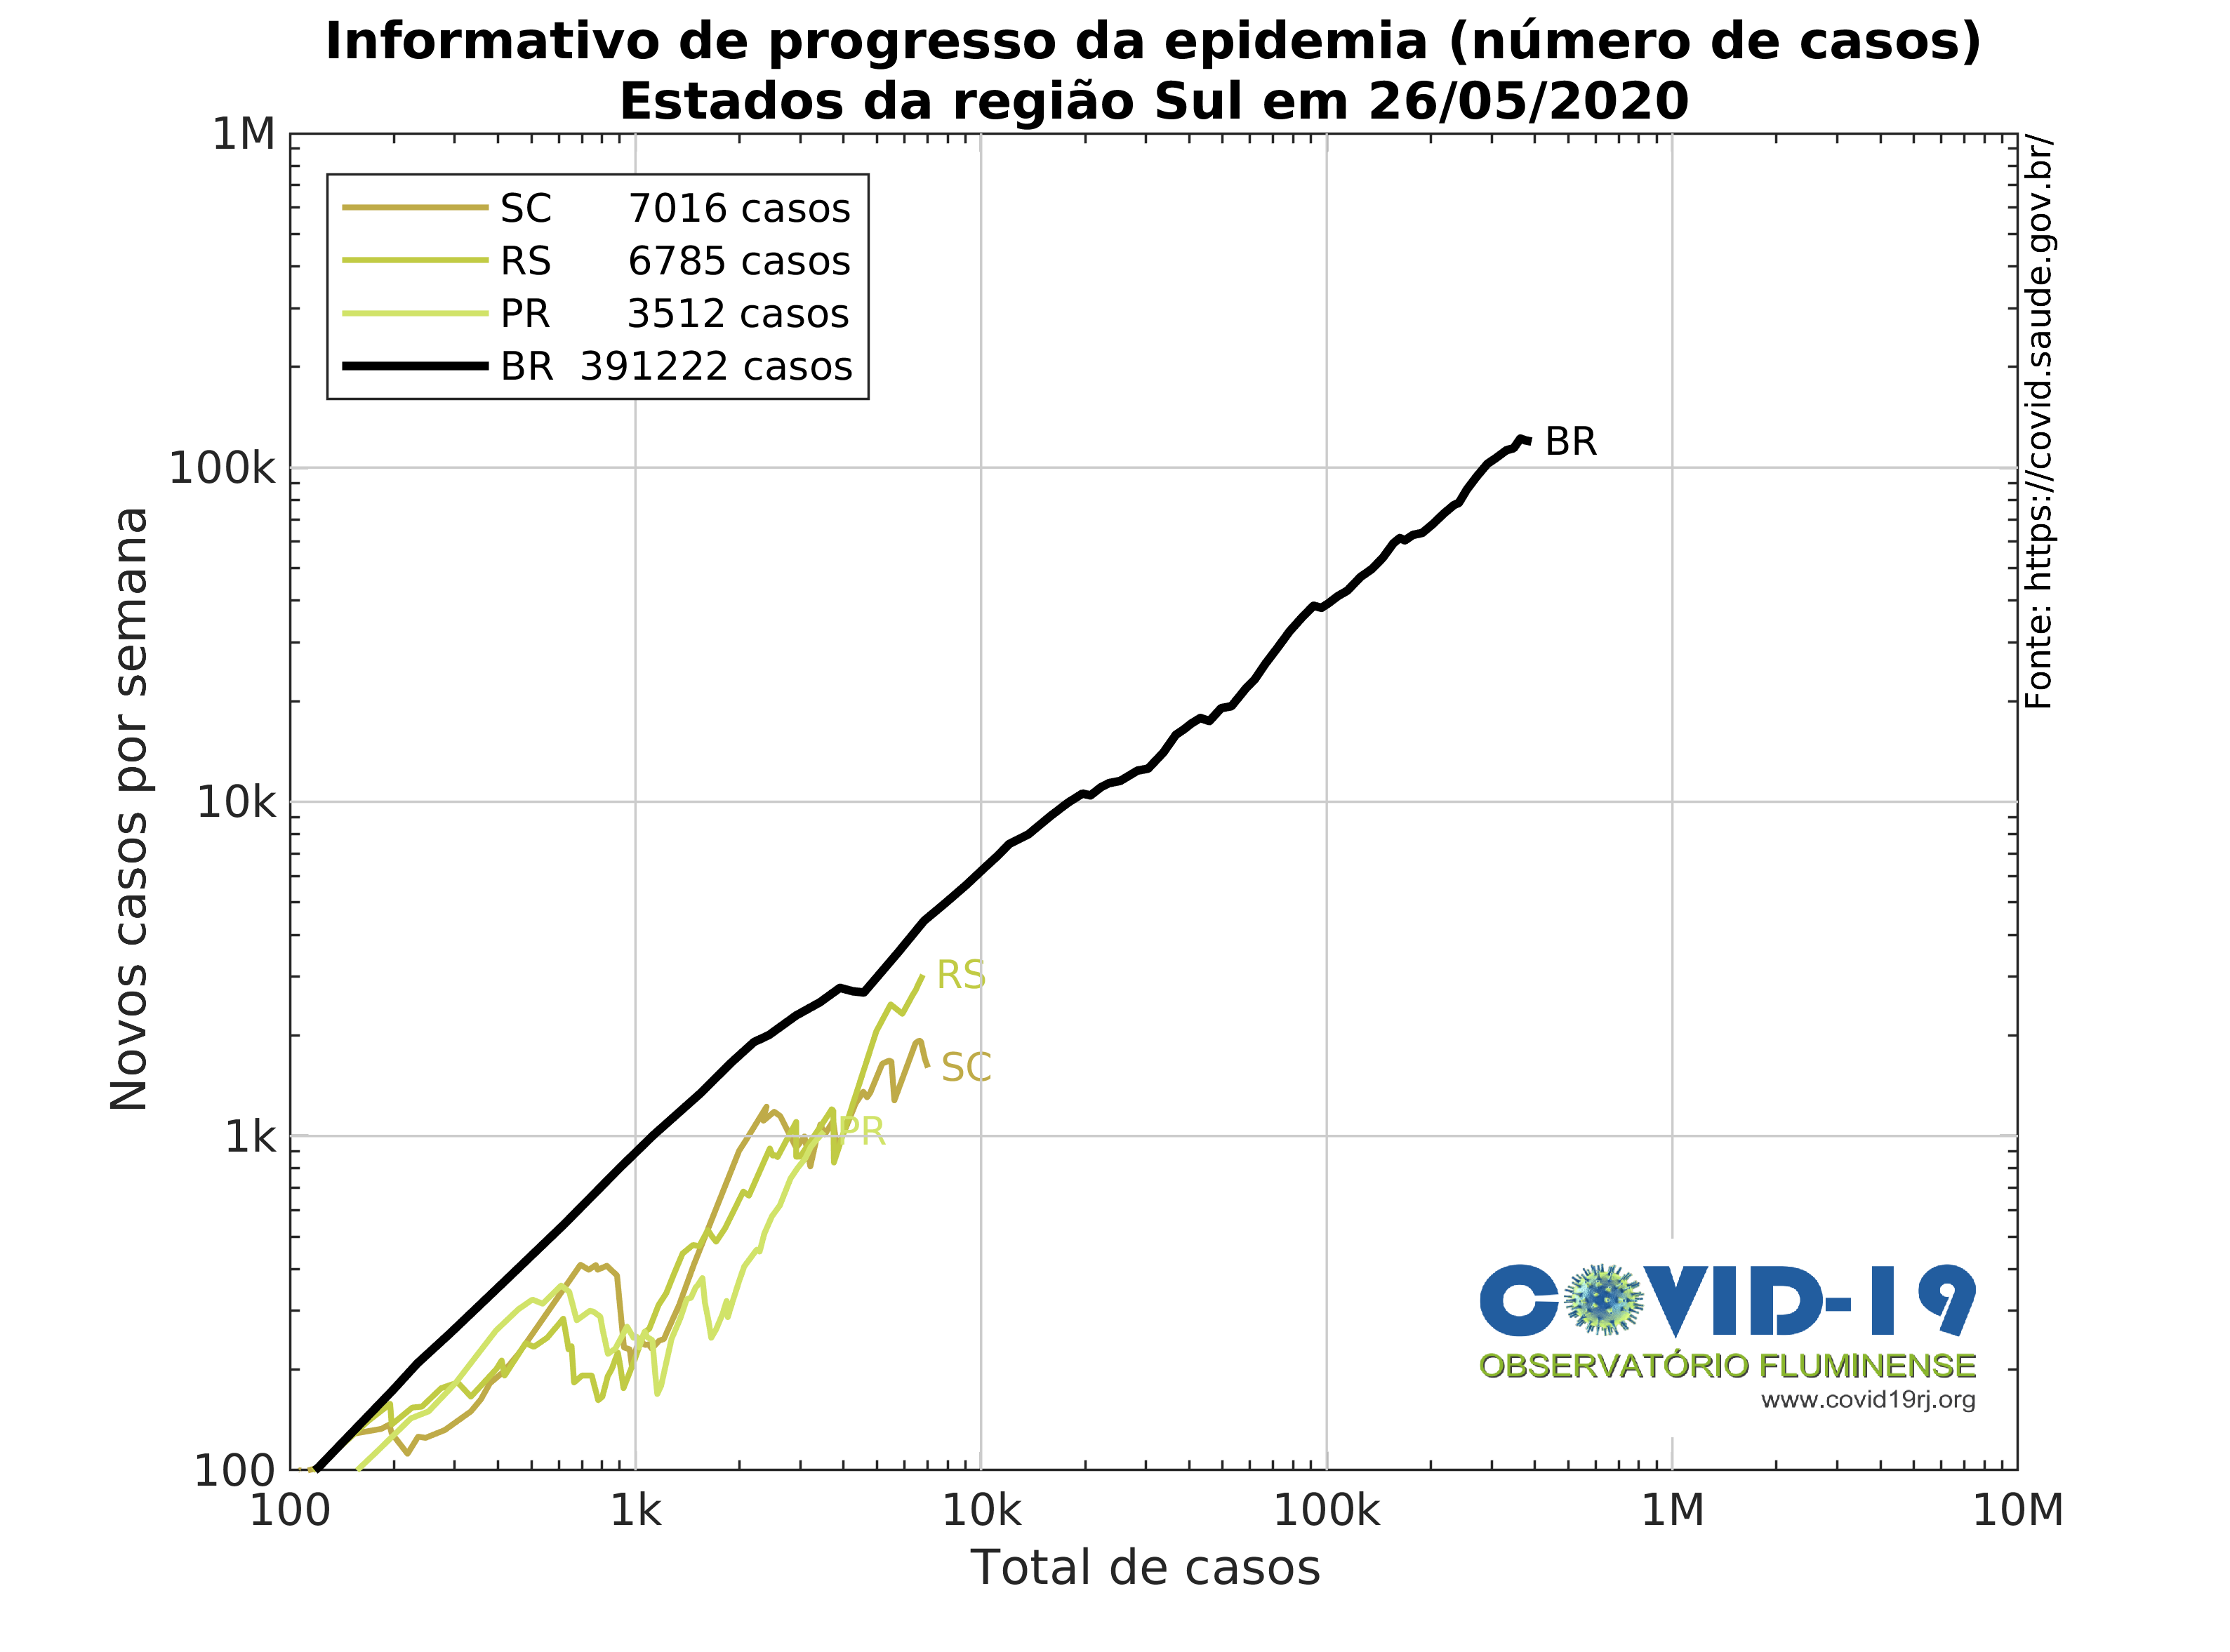 Informativo de progresso da epidemia (número de casos)
Estados da região Sul em 26/05/2020
1M
100k
10k
1k
100
Novos casos por semana
SC 7016 casos
RS 6785 casos
PR 3512 casos
BR 391222 casos
BR
RS
SC
PR
Fonte: https://covid.saude.gov.br/
COVID-19
OBSERVATÓRIO FLUMINENSE
www.covid19rj.org
100 1k 10k 100k 1M 10M
Total de casos